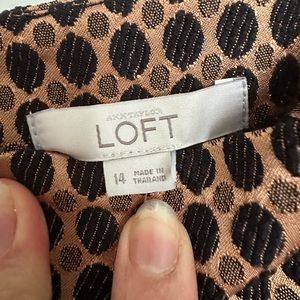 ANN TAYLOR
LOFT
14
MADE IN
THAILAND